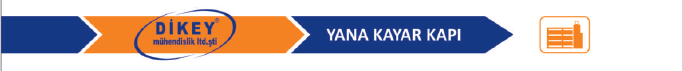 DİKEY®
mühendislik ltd.şti
YANA KAYAR KAPI